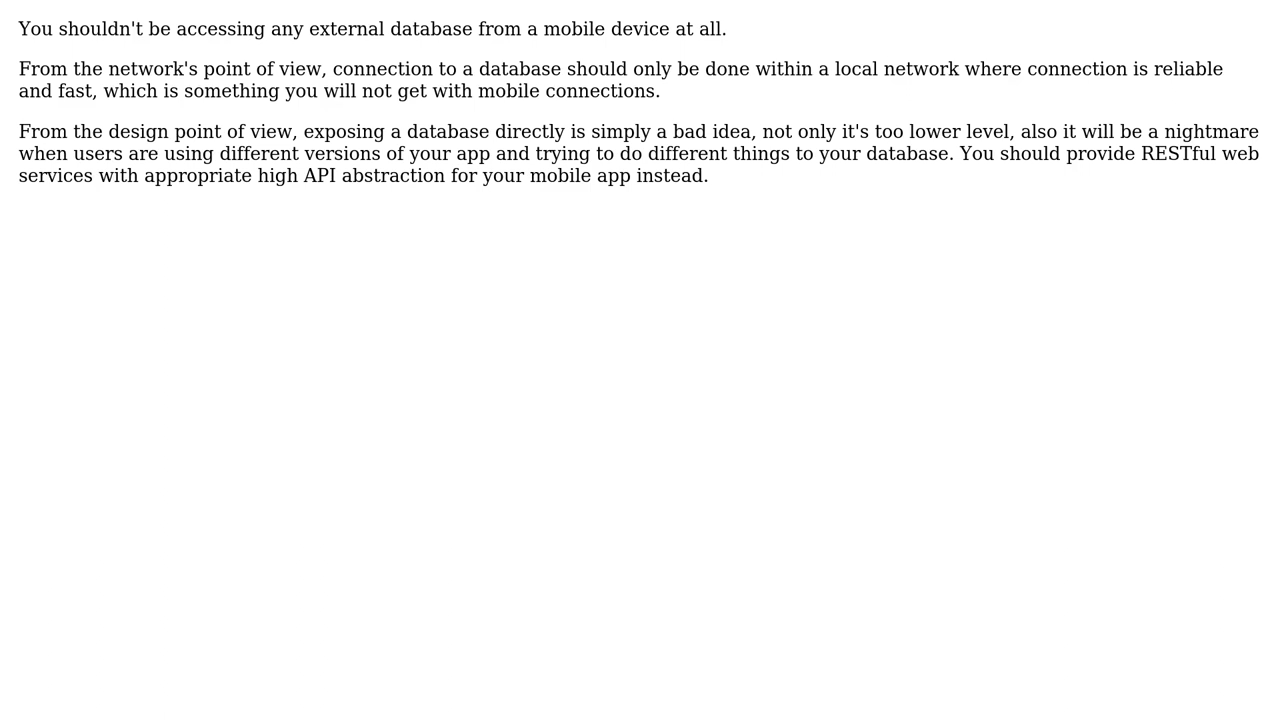 You shouldn't be accessing any external database from a mobile device at all.
From the network's point of view, connection to a database should only be done within a local network where connection is reliable
and fast, which is something you will not get with mobile connections.
From the design point of view, exposing a database directly is simply a bad idea, not only it's too lower level, also it will be a nightmare
when users are using different versions of your app and trying to do different things to your database. You should provide RESTful web
services with appropriate high API abstraction for your mobile app instead.